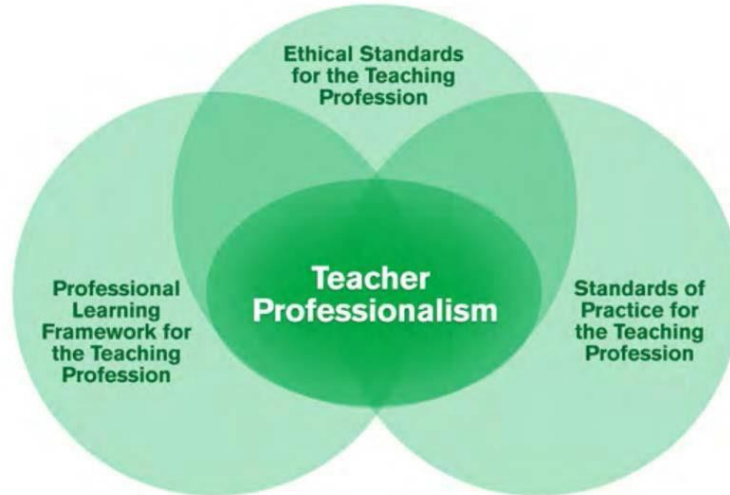 Ethical Standards
for the Teaching
Profession
Professional
Learning
Framework for
the Teaching
Profession
Teacher
Professionalism
Standards of
Practice for
the Teaching
Profession